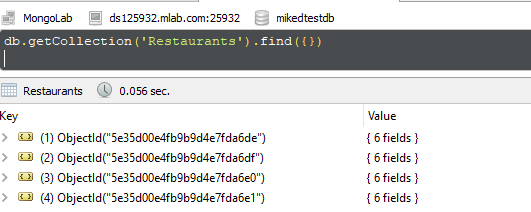 MongoLab ds125932.mlab.com:25932 mikedtestdb
db.getCollection('Restaurants').find({})
Restaurants 0.056 sec.
Key Value
(1) ObjectId("5e35d00e4fb9b9d4e7fda6de") { 6 fields }
(2) ObjectId("5e35d00e4fb9b9d4e7fda6df") { 6 fields }
(3) ObjectId("5e35d00e4fb9b9d4e7fda6e0") { 6 fields }
(4) ObjectId("5e35d00e4fb9b9d4e7fda6e1") { 6 fields }